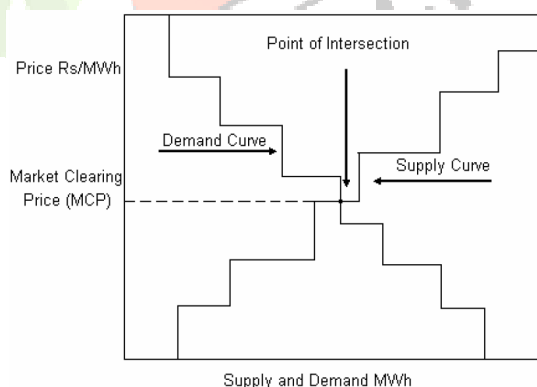 Point of Intersection
Price Rs/MWh
Demand Curve
Supply Curve
Market Clearing
Price (MCP)
Supply and Demand MWh